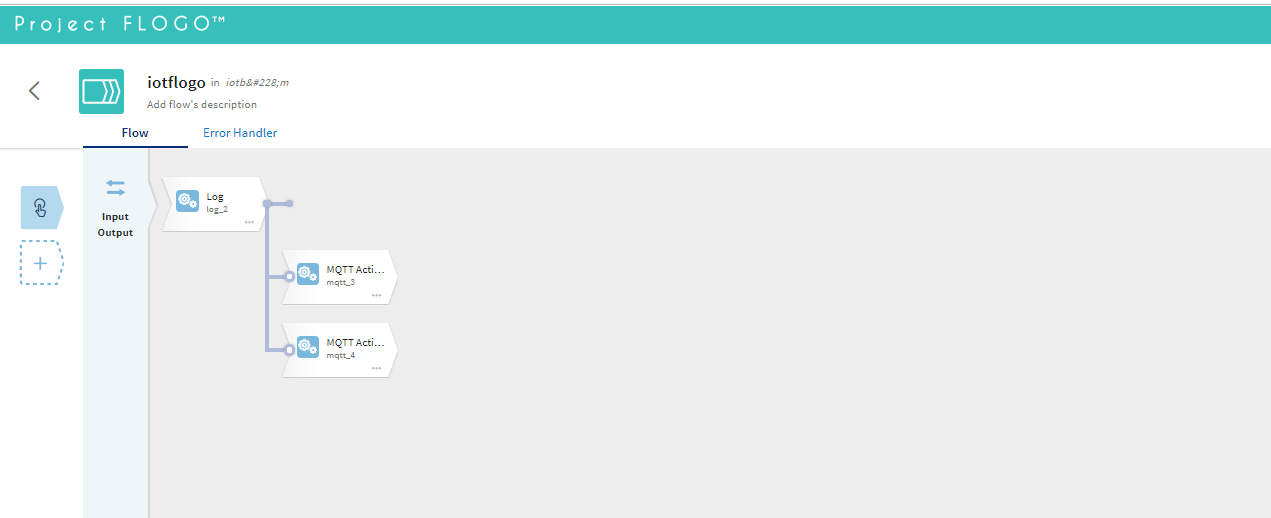 Project FLOGO™
iotflogo in iotb&#228;m
Add flow's description
Flow Error Handler
Input
Output
Log
log_2
MQTT Acti...
mqtt_3
MQTT Acti...
mqtt_4